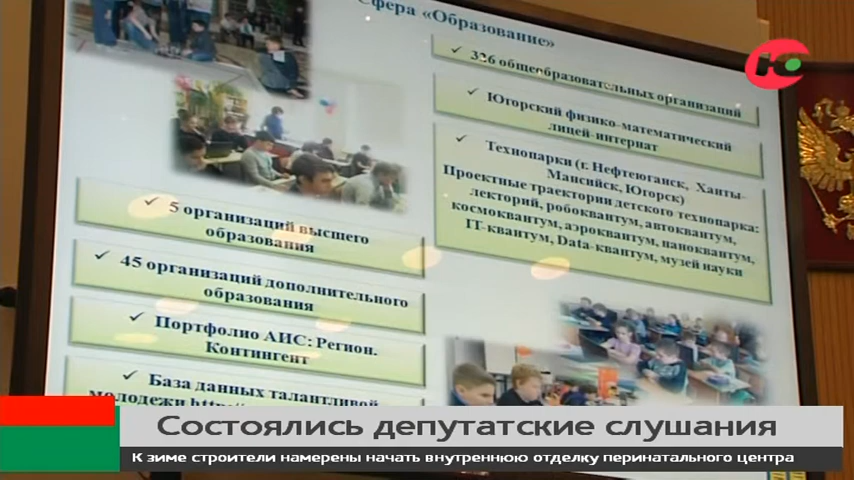 Сфера «Образование»
✓ 5 организаций высшего
образования
✓ 45 организаций дополнительного
образования
✓ Портфолио АИС: Регион.
Контингент
✓ База данных талантливой
молодежи
✓ 326 общеобразовательных организаций
✓ Югорский физико-математический
лицей-интернат
✓ Технопарки (г. Нефтеюганск, Ханты-
Мансийск, Югорск)
Проектные траектории детского технопарка:
лекторий, робоквантум, автоквантум,
космоквантум, аэроквантум, наноквантум,
IT-квантум, Data-квантум, музей науки
Ю
Состоялись депутатские слушания
К зиме строители намерены начать внутреннюю отделку перинатального центра